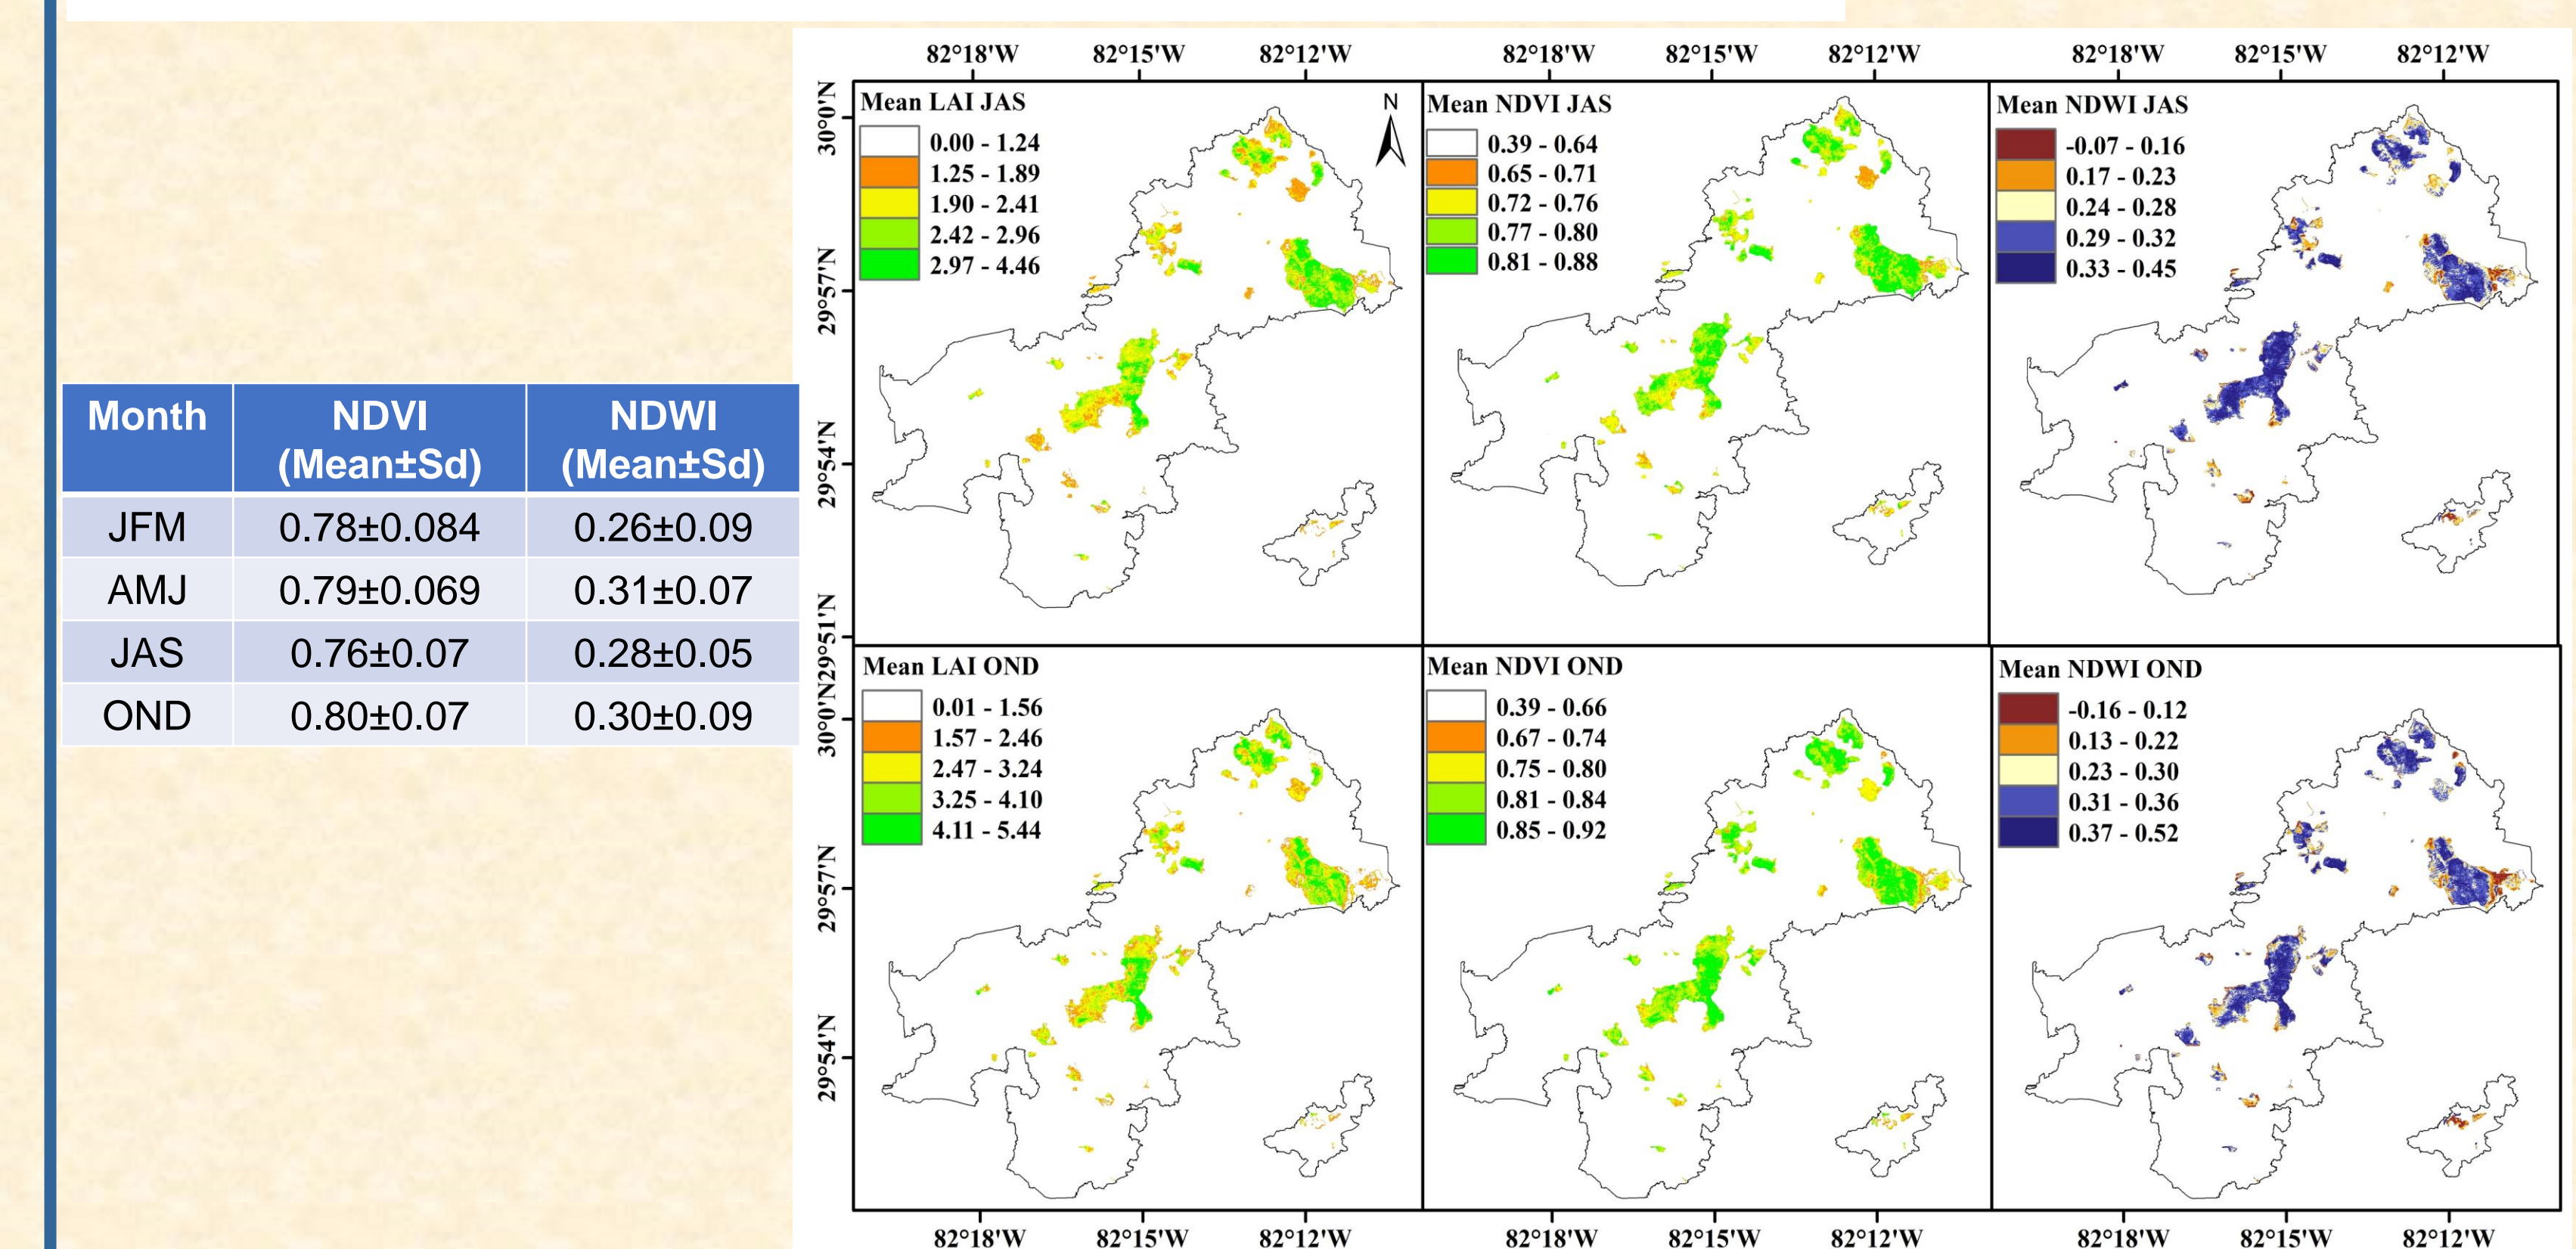 Month NDVI (Mean±Sd) NDWI (Mean±Sd)
JFM 0.78±0.084 0.26±0.09
AMJ 0.79±0.069 0.31±0.07
JAS 0.76±0.07 0.28±0.05
OND 0.80±0.07 0.30±0.09
82°18'W 82°15'W 82°12'W 82°18'W 82°15'W 82°12'W 82°18'W 82°15'W 82°12'W
30°0'N
29°57'N
29°54'N
29°51'N
Mean LAI JAS
0.00 - 1.24
1.25 - 1.89
1.90 - 2.41
2.42 - 2.96
2.97 - 4.46
N
Mean NDVI JAS
0.39 - 0.64
0.65 - 0.71
0.72 - 0.76
0.77 - 0.80
0.81 - 0.88
Mean NDWI JAS
-0.07 - 0.16
0.17 - 0.23
0.24 - 0.28
0.29 - 0.32
0.33 - 0.45
30°0'N
29°57'N
29°54'N
Mean LAI OND
0.01 - 1.56
1.57 - 2.46
2.47 - 3.24
3.25 - 4.10
4.11 - 5.44
Mean NDVI OND
0.39 - 0.66
0.67 - 0.74
0.75 - 0.80
0.81 - 0.84
0.85 - 0.92
Mean NDWI OND
-0.16 - 0.12
0.13 - 0.22
0.23 - 0.30
0.31 - 0.36
0.37 - 0.52
82°18'W 82°15'W 82°12'W 82°18'W 82°15'W 82°12'W 82°18'W 82°15'W 82°12'W